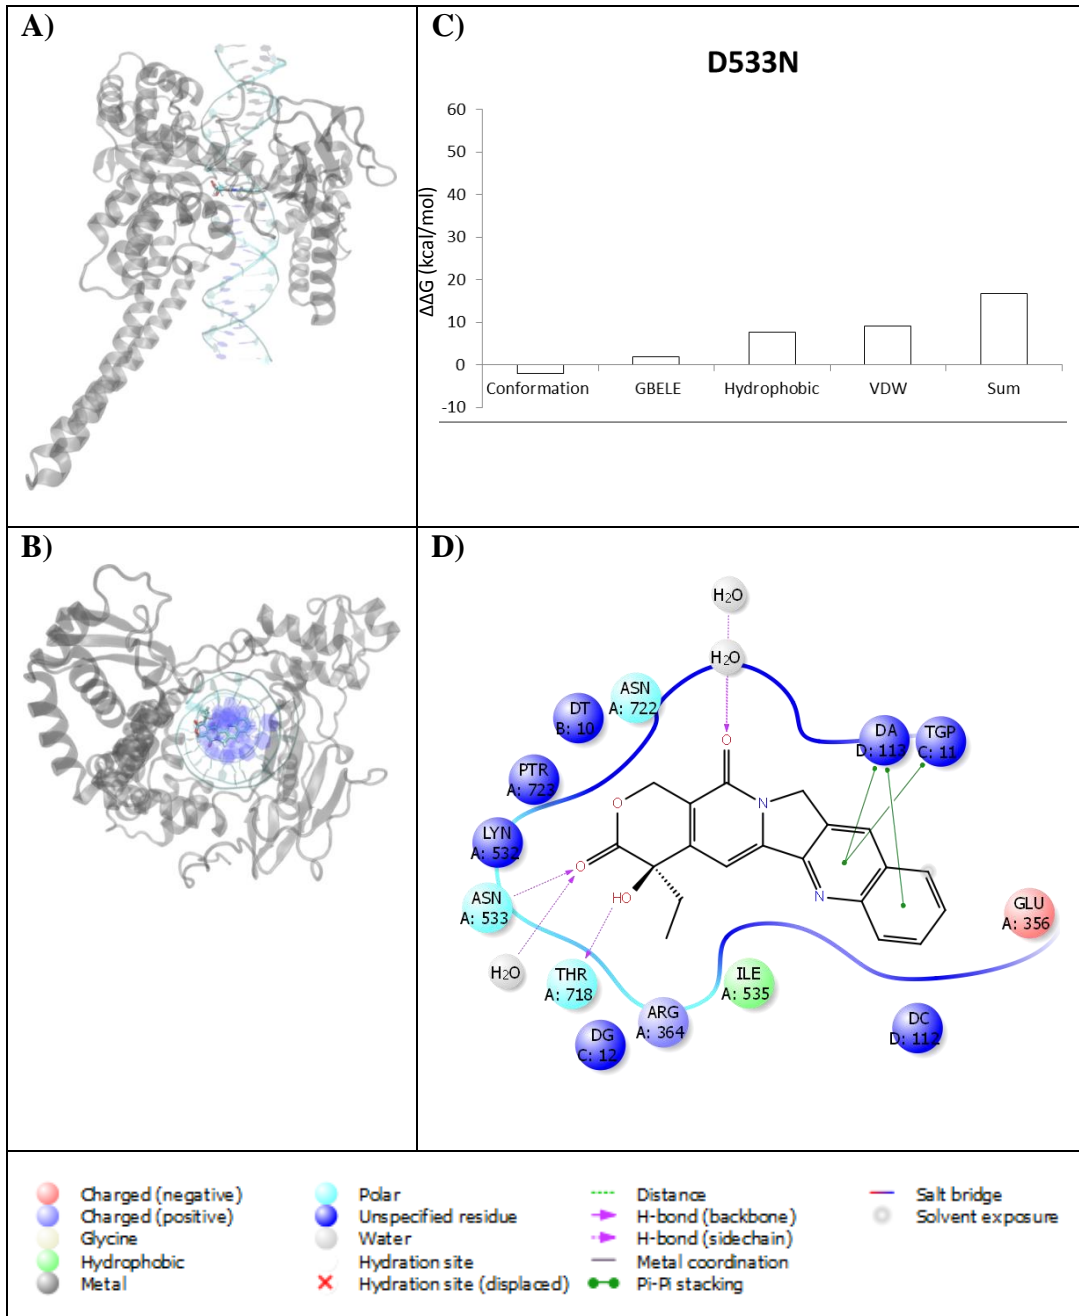 A)
C)
D533N
ΔΔG (kcal/mol)
60
50
40
30
20
10
0
-10
Conformation GBELE Hydrophobic VDW Sum
B)
D)
H₂O
H₂O
ASN
A: 722
DT
B: 10
DA
D: 113
TGP
C: 11
PTR
A: 723
O
O
N
LYN
A: 532
O
O
HO
N
ASN
A: 533
GLU
A: 356
H₂O
THR
A: 718
ILE
A: 535
ARG
A: 364
DG
C: 12
DC
D: 112
Charged (negative)
Charged (positive)
Glycine
Hydrophobic
Metal
Polar
Unspecified residue
Water
Hydration site
Hydration site (displaced)
Distance
H-bond (backbone)
H-bond (sidechain)
Metal coordination
Pi-Pi stacking
Salt bridge
Solvent exposure